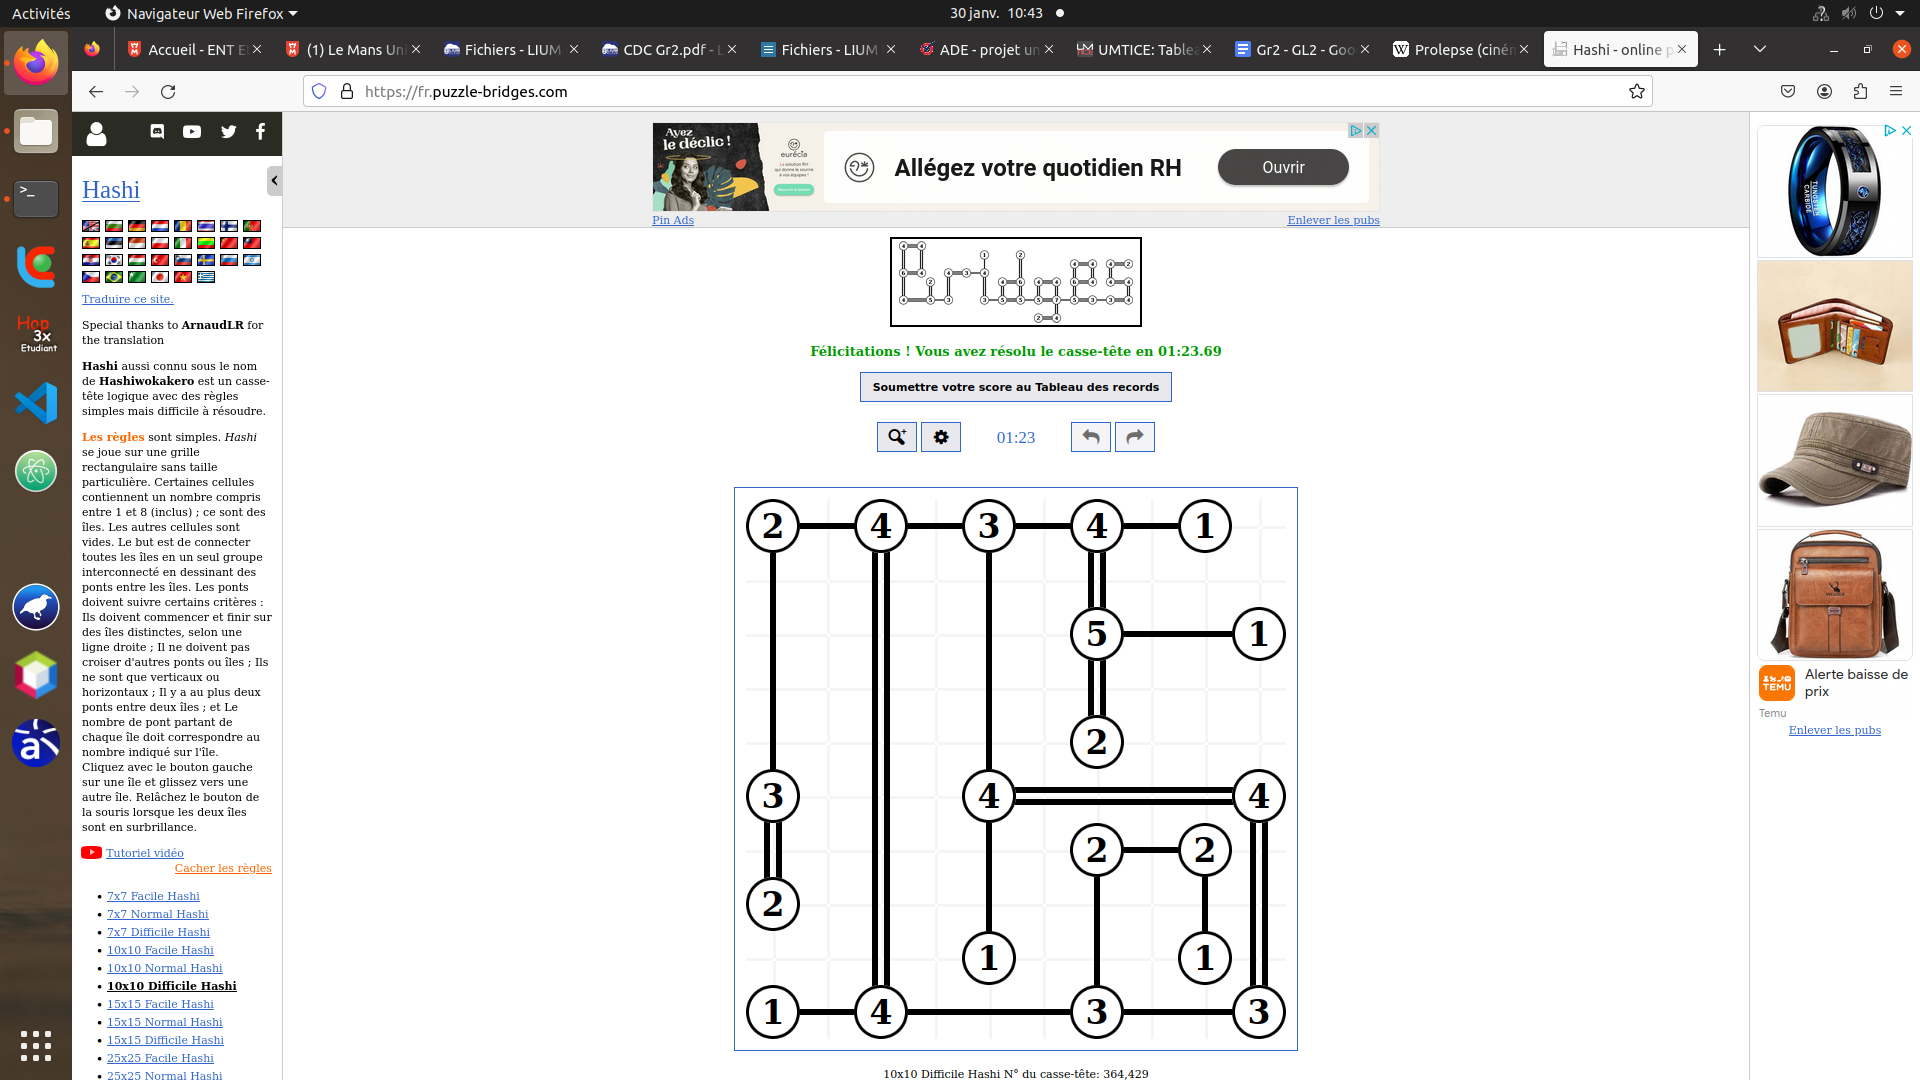 Activités
Navigateur Web Firefox
30 janv. 10:43
Accueil - ENT E
(1) Le Mans Uni
Fichiers - LIUM
CDC Gr2.pdf - L
Fichiers - LIUM
ADE - projet un
UMTICE: Tablea
Gr2 - GL2 - Goo
Prolepse (ciném
Hashi - online p
https://fr.puzzle-bridges.com
Hashi
Traduire ce site.
Special thanks to ArnaudLR for
the translation
Hashi aussi connu sous le nom
de Hashiwokakero est un casse-
tête logique avec des règles
simples mais difficile à résoudre.
Les règles sont simples. Hashi
se joue sur une grille
rectangulaire sans taille
particulière. Certaines cellules
contiennent un nombre compris
entre 1 et 8 (inclus) ; ce sont des
îles. Les autres cellules sont
vides. Le but est de connecter
toutes les îles en un seul groupe
interconnecté en dessinant des
ponts entre les îles. Les ponts
doivent suivre certains critères :
Ils doivent commencer et finir sur
des îles distinctes, selon une
ligne droite ; Il ne doivent pas
croiser d'autres ponts ou îles ; Ils
ne sont que verticaux ou
horizontaux ; Il y a au plus deux
ponts entre deux îles ; et Le
nombre de pont partant de
chaque île doit correspondre au
nombre indiqué sur l'île.
Cliquez avec le bouton gauche
sur une île et glissez vers une
autre île. Relâchez le bouton de
la souris lorsque les deux îles
sont en surbrillance.
Tutoriel vidéo
Cacher les règles
7x7 Facile Hashi
7x7 Normal Hashi
7x7 Difficile Hashi
10x10 Facile Hashi
10x10 Normal Hashi
10x10 Difficile Hashi
15x15 Facile Hashi
15x15 Normal Hashi
15x15 Difficile Hashi
25x25 Facile Hashi
25x25 Normal Hashi
Hop
3x
Etudiant
Ayez
le déclic !
eurécia
Allégez votre quotidien RH
Ouvrir
Pin Ads
Enlever les pubs
Félicitations ! Vous avez résolu le casse-tête en 01:23.69
Soumettre votre score au Tableau des records
01:23
2 4 3 4 1
5 1
2
3 4 4
2 2
2
1 1
1 4 3 3
10x10 Difficile Hashi N° du casse-tête: 364,429
TUNGSTEN
CARBIDE
TEMU
Alerte baisse de
prix
Temu
Enlever les pubs